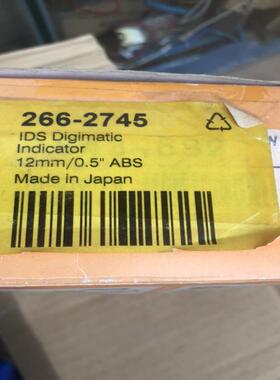 266-2745
IDS Digimatic
Indicator
12mm/0.5" ABS
Made in Japan